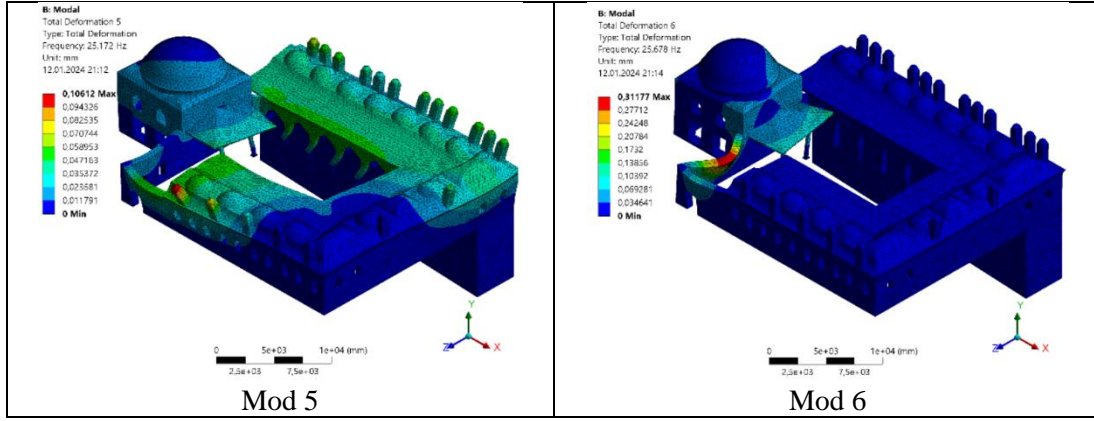 B: Modal
Total Deformation 5
Type: Total Deformation
Frequency: 25.172 Hz
Unit: mm
12.01.2024 21:12
0,10612 Max
0,094326
0,082535
0,070744
0,058953
0,047163
0,035372
0,023581
0,011791
0 Min
Y
Z
X
0
5e+03
1e+04 (mm)
2,5e+03
7,5e+03
Mod 5
B: Modal
Total Deformation 6
Type: Total Deformation
Frequency: 25.678 Hz
Unit: mm
12.01.2024 21:14
0,31177 Max
0,27712
0,24248
0,20784
0,1732
0,13856
0,10392
0,069281
0,034641
0 Min
Y
Z
X
0
5e+03
1e+04 (mm)
2,5e+03
7,5e+03
Mod 6